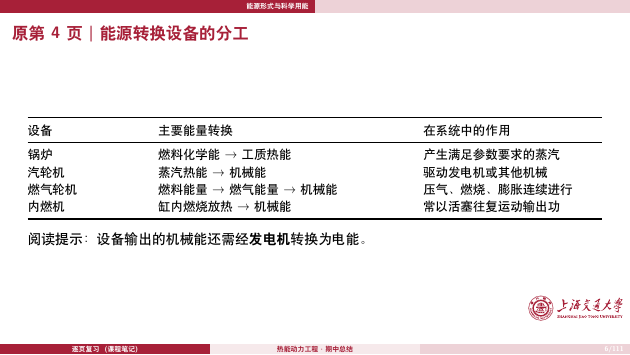 能源形式与科学用能
原第 4 页｜能源转换设备的分工
设备 主要能量转换 在系统中的作用
锅炉 燃料化学能 → 工质热能 产生满足参数要求的蒸汽
汽轮机 蒸汽热能 → 机械能 驱动发电机或其他机械
燃气轮机 燃料能量 → 燃气能量 → 机械能 压气、燃烧、膨胀连续进行
内燃机 缸内燃烧放热 → 机械能 常以活塞往复运动输出功
阅读提示：设备输出的机械能还需经发电机转换为电能。
上海交通大学
SHANGHAI JIAO TONG UNIVERSITY
逐页复习（课程笔记） 热能动力工程 · 期中总结 6/111